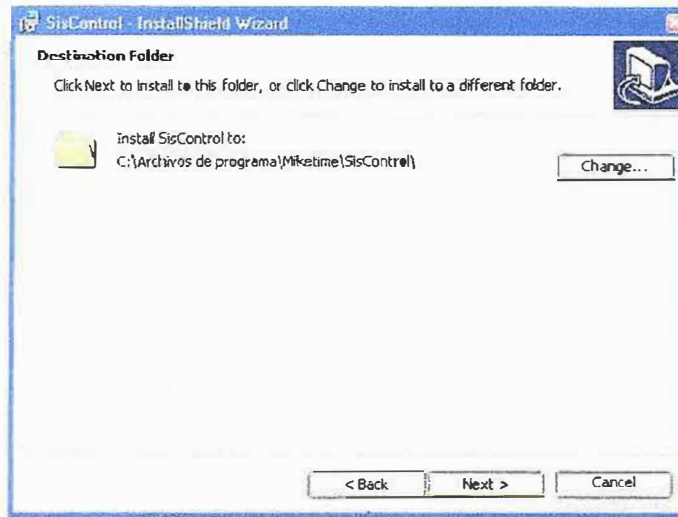 SisControl - InstallShield Wizard
Destination Folder
Click Next to install to this folder, or click Change to install to a different folder.
Install SisControl to:
C:\Archivos de programa\Miketime\SisControl\
Change...
< Back
Next >
Cancel